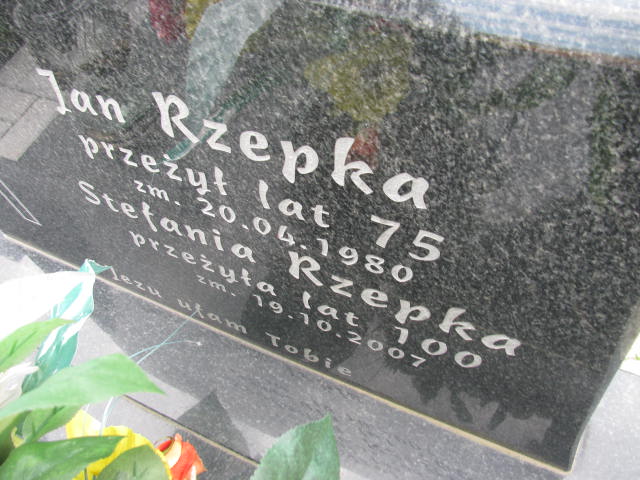 Jan Rzepka
przeżył lat 75
zm. 20.04.1980
Stefania Rzepka
przeżyła lat 100
zm. 19.10.2007
Jezu ufam Tobie